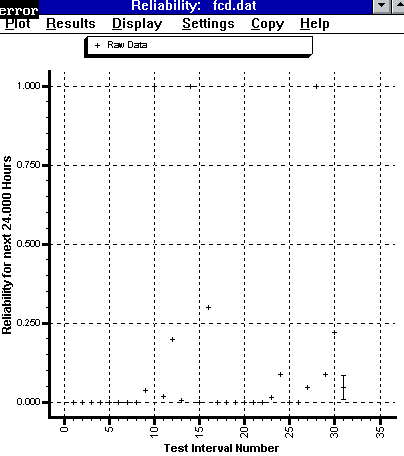 error
Reliability: fcd.dat
Plot Results Display Settings Copy Help
Raw Data
Reliability for next 24.000 Hours
1.000
0.750
0.500
0.250
0.000
0 5 10 15 20 25 30 35
Test Interval Number